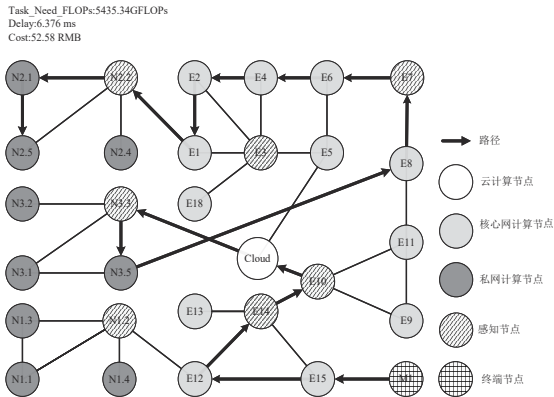 Task_Need_FLOPs:5435.34GFLOPs
Delay:6.376 ms
Cost:52.58 RMB
N2.1 N2.2 E2 E4 E6 E7
路径
N2.5 N2.4 E1 E3 E5 E8
云计算节点
N3.2 N3.3 E18
核心网计算节点
E11
Cloud
N3.1 N3.5 E10
私网计算节点
N1.3 N1.2 E13 E14 E9
感知节点
N1.1 N1.4 E12 E15 M1
终端节点